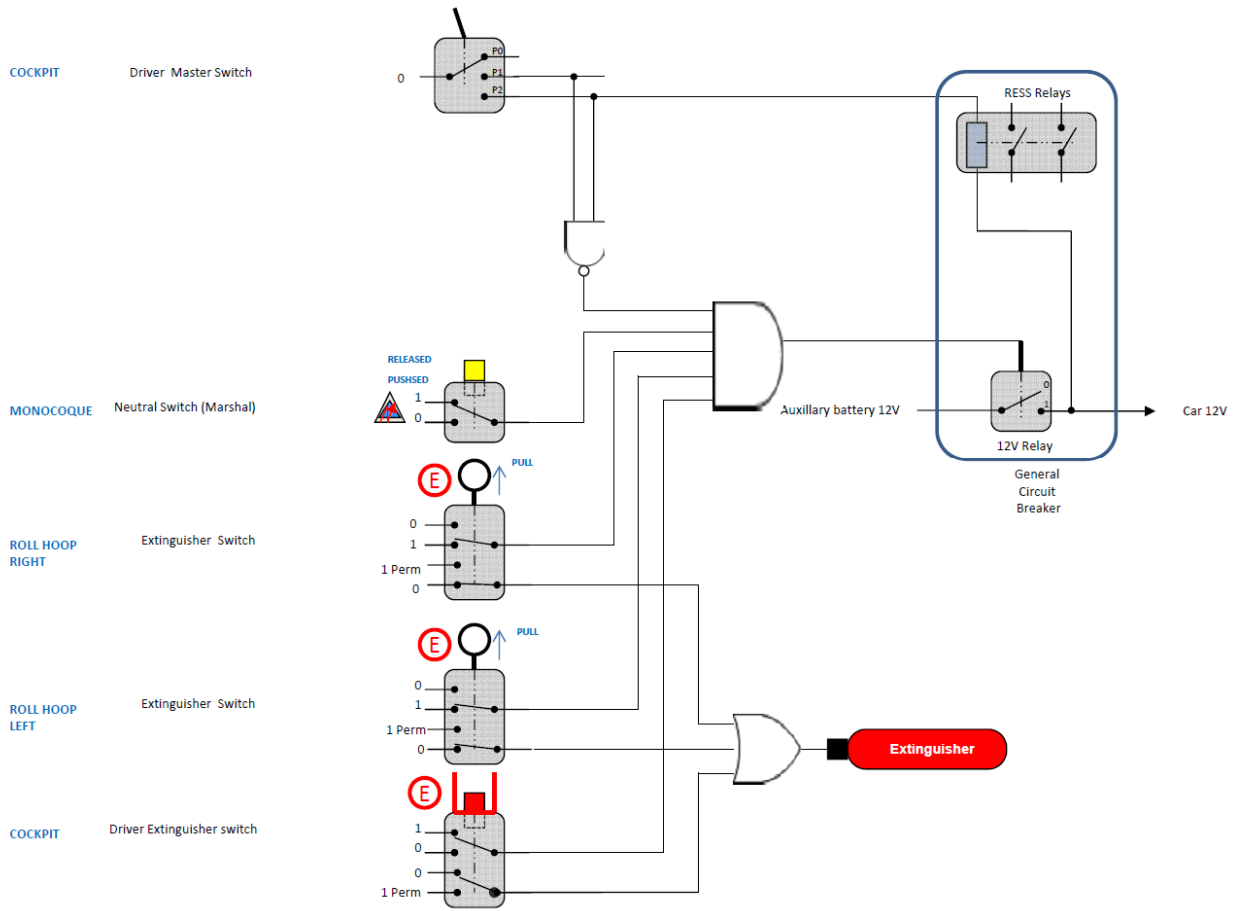 COCKPIT
Driver Master Switch
0
P0
P1
P2
RESS Relays
RELEASED
PUSHSED
MONOCOQUE
Neutral Switch (Marshal)
1
0
Auxillary battery 12V
0
1
Car 12V
12V Relay
General
Circuit
Breaker
E
PULL
ROLL HOOP
RIGHT
Extinguisher Switch
0
1
1 Perm
0
E
PULL
ROLL HOOP
LEFT
Extinguisher Switch
0
1
1 Perm
0
Extinguisher
E
COCKPIT
Driver Extinguisher switch
1
0
0
1 Perm